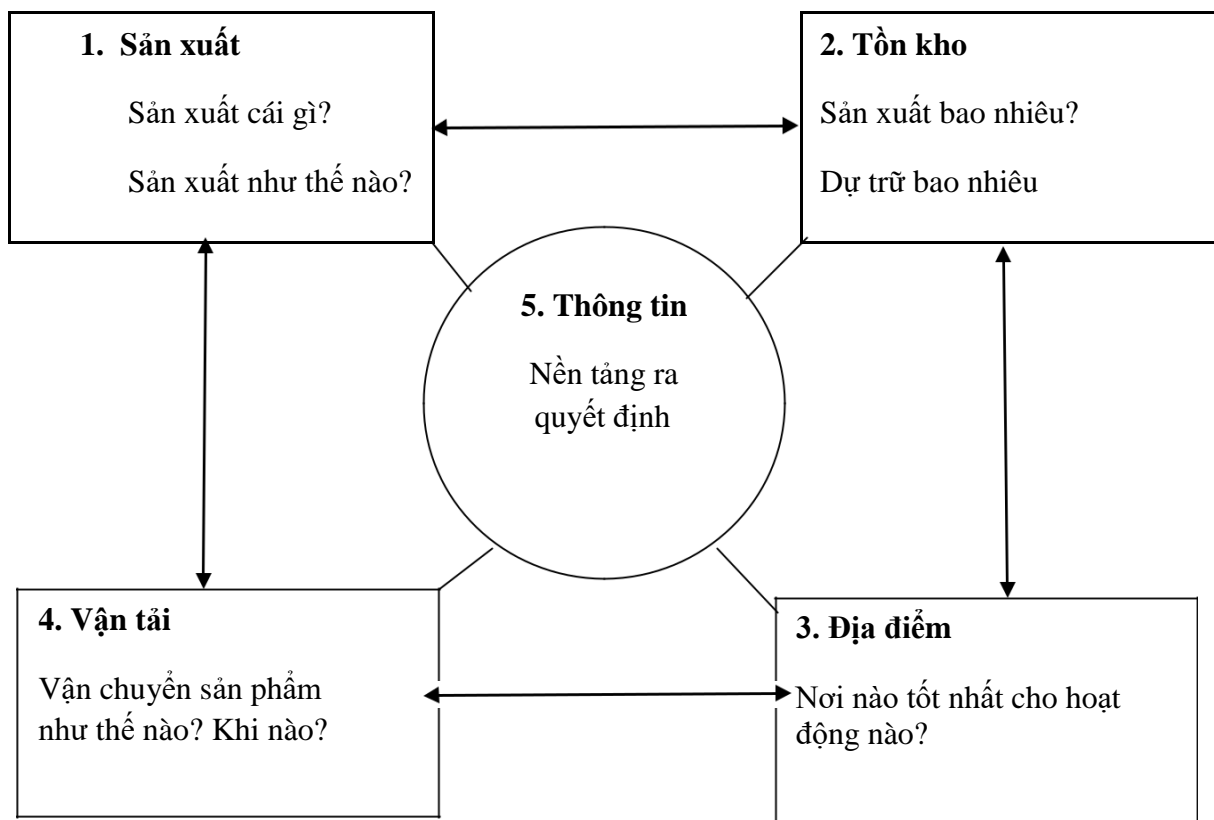 1. Sản xuất
Sản xuất cái gì?
Sản xuất như thế nào?
2. Tồn kho
Sản xuất bao nhiêu?
Dự trữ bao nhiêu
5. Thông tin
Nền tảng ra
quyết định
4. Vận tải
Vận chuyển sản phẩm
như thế nào? Khi nào?
3. Địa điểm
Nơi nào tốt nhất cho hoạt
động nào?